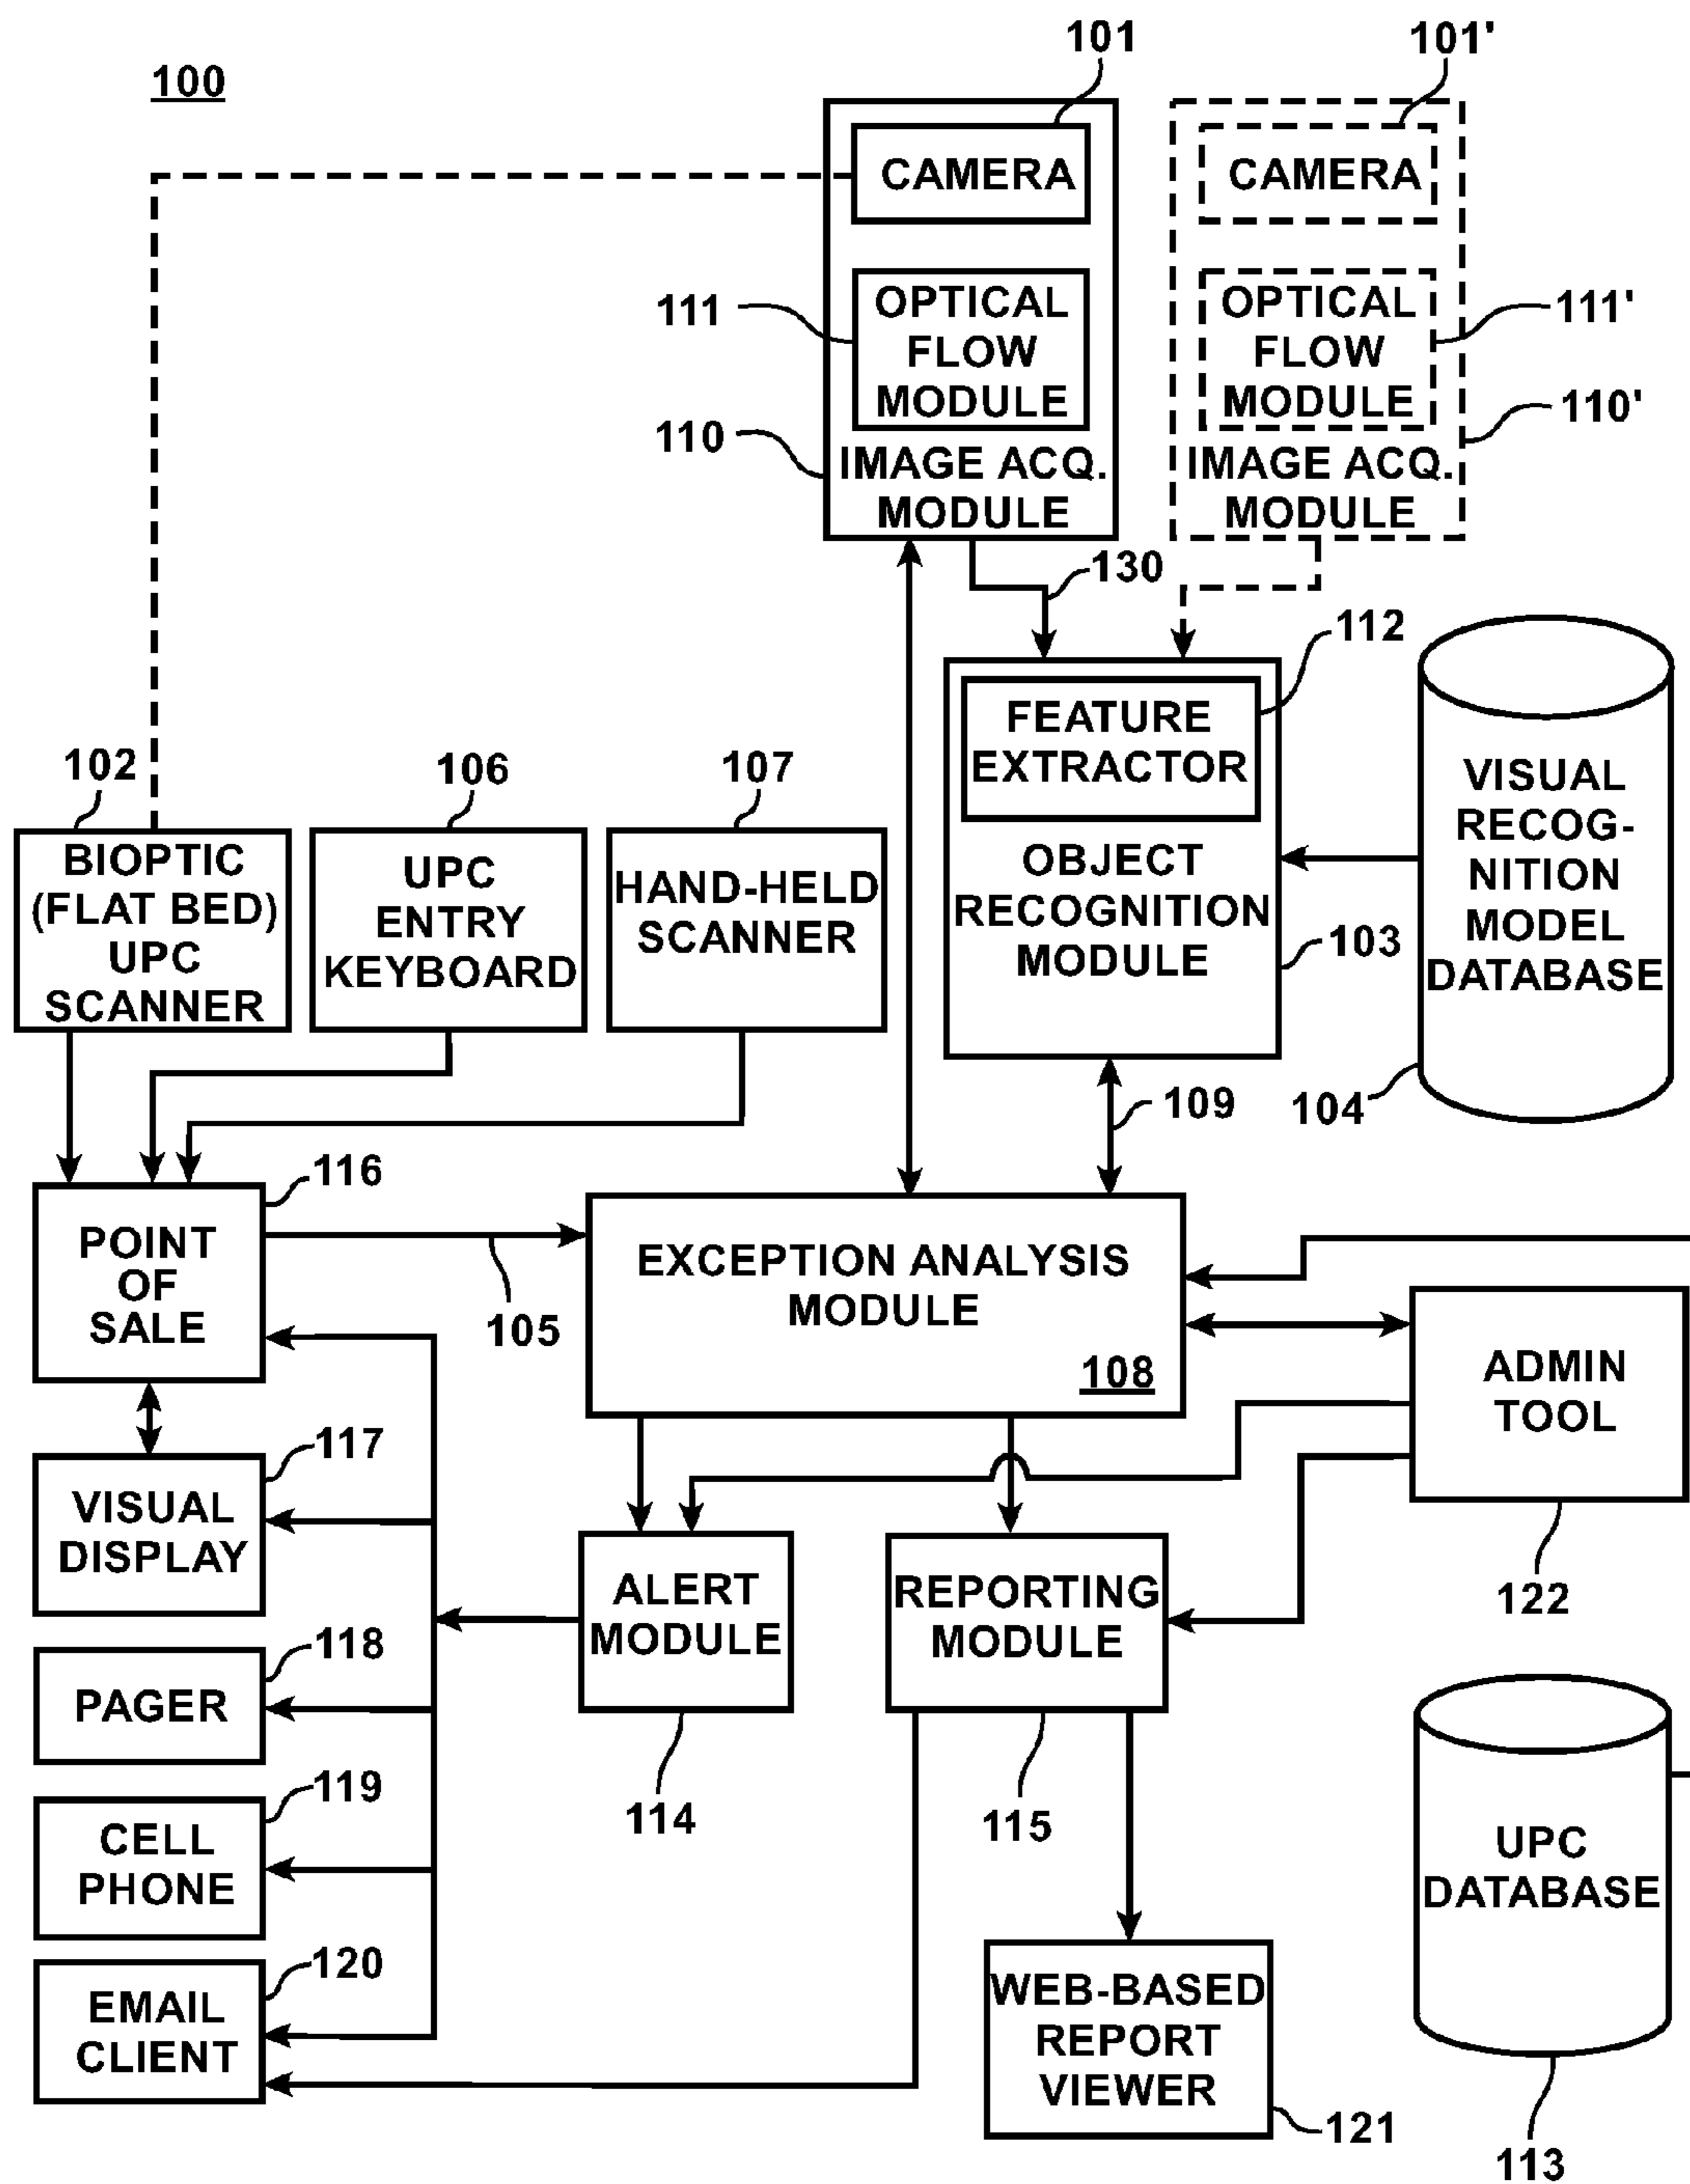 101
101'
100
CAMERA
CAMERA
111
OPTICAL
FLOW
MODULE
OPTICAL
FLOW
MODULE
111'
110
IMAGE ACQ.
MODULE
IMAGE ACQ.
MODULE
110'
130
112
FEATURE
EXTRACTOR
OBJECT
RECOGNITION
MODULE
103
VISUAL
RECOG-
NITION
MODEL
DATABASE
104
102
106
107
BIOPTIC
(FLAT BED)
UPC
SCANNER
UPC
ENTRY
KEYBOARD
HAND-HELD
SCANNER
109
116
POINT
OF
SALE
105
EXCEPTION ANALYSIS
MODULE
108
ADMIN
TOOL
122
117
VISUAL
DISPLAY
118
PAGER
119
CELL
PHONE
120
EMAIL
CLIENT
ALERT
MODULE
114
REPORTING
MODULE
115
WEB-BASED
REPORT
VIEWER
121
UPC
DATABASE
113